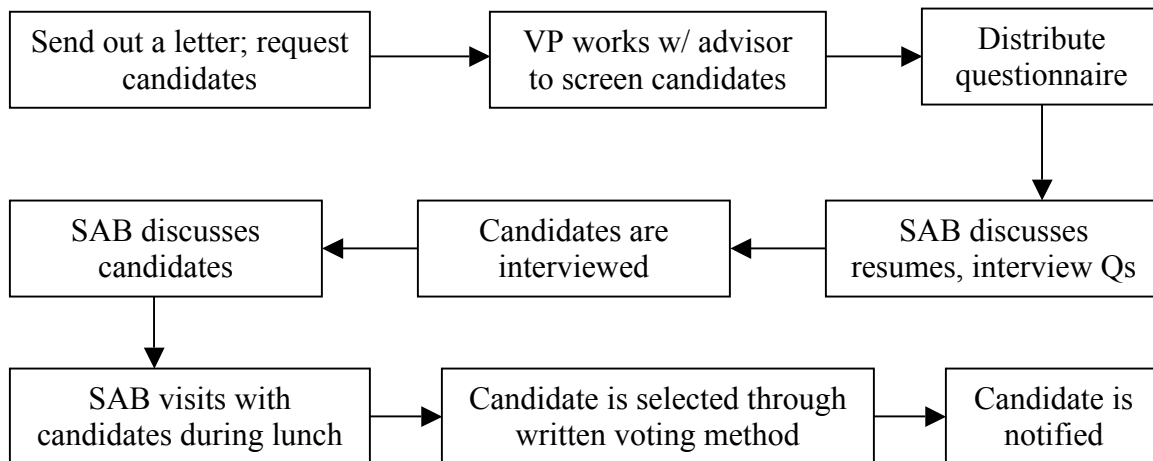 Send out a letter; request
candidates
VP works w/ advisor
to screen candidates
Distribute
questionnaire
SAB discusses
resumes, interview Qs
Candidates are
interviewed
SAB discusses
candidates
SAB visits with
candidates during lunch
Candidate is selected through
written voting method
Candidate is
notified